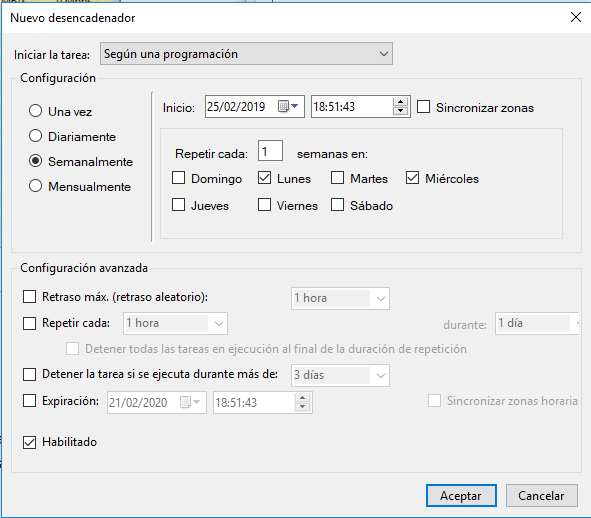 Nuevo desencadenador
Iniciar la tarea: Según una programación
Configuración
Una vez
Diariamente
Semanalmente
Mensualmente
Inicio: 25/02/2019 18:51:43 Sincronizar zonas
Repetir cada: 1 semanas en:
Domingo Lunes Martes Miércoles
Jueves Viernes Sábado
Configuración avanzada
Retraso máx. (retraso aleatorio): 1 hora
Repetir cada: 1 hora durante: 1 día
Detener todas las tareas en ejecución al final de la duración de repetición
Detener la tarea si se ejecuta durante más de: 3 días
Expiración: 21/02/2020 18:51:43 Sincronizar zonas horaria
Habilitado
Aceptar Cancelar